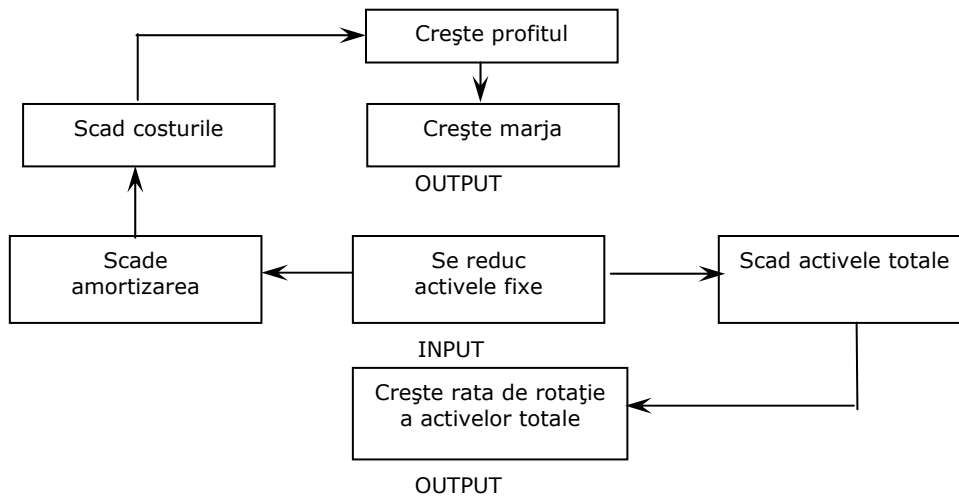 Creşte profitul
Scad costurile
Creşte marja
OUTPUT
Scade
amortizarea
Se reduc
activele fixe
Scad activele totale
INPUT
Creşte rata de rotaţie
a activelor totale
OUTPUT